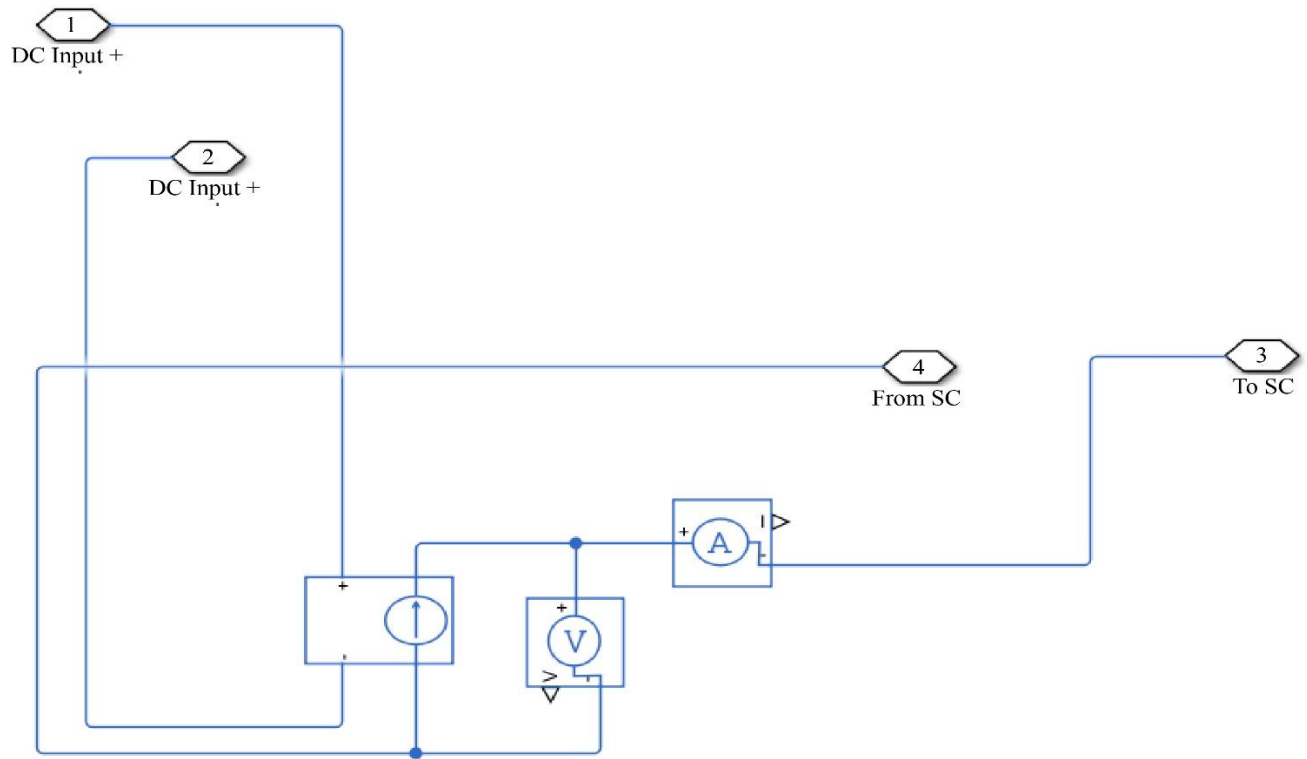 1
DC Input +
2
DC Input +
4
From SC
3
To SC
+
A
I
-
+
-
+
V
V
-